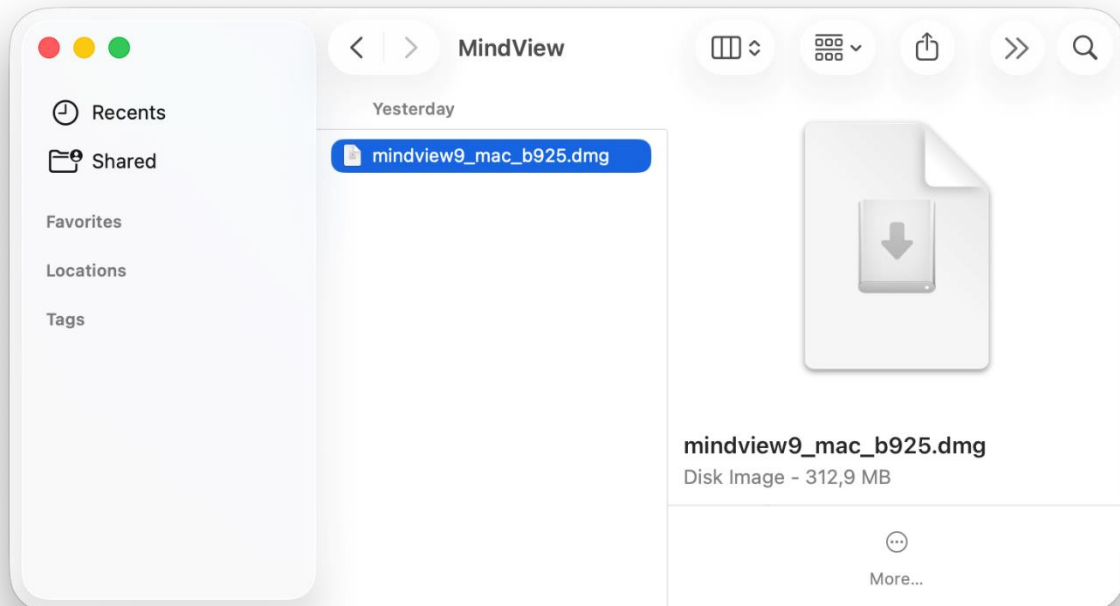 MindView
Recents
Shared
Favorites
Locations
Tags
Yesterday
mindview9_mac_b925.dmg
mindview9_mac_b925.dmg
Disk Image - 312,9 MB
More...